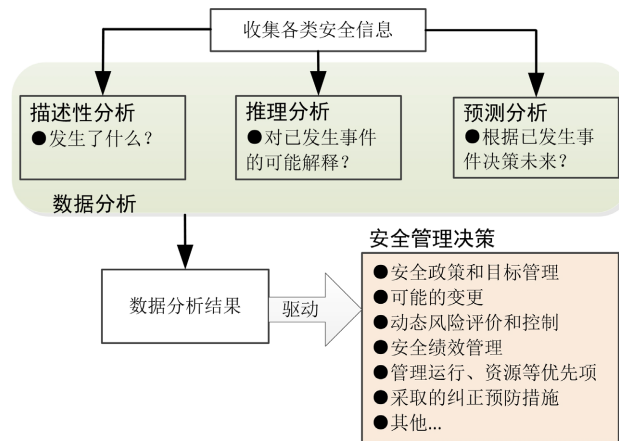 收集各类安全信息
描述性分析
●发生了什么？
推理分析
●对已发生事件
的可能解释？
预测分析
●根据已发生事
件决策未来？
数据分析
数据分析结果
驱动
安全管理决策
●安全政策和目标管理
●可能的变更
●动态风险评价和控制
●安全绩效管理
●管理运行、资源等优先项
●采取的纠正预防措施
●其他...